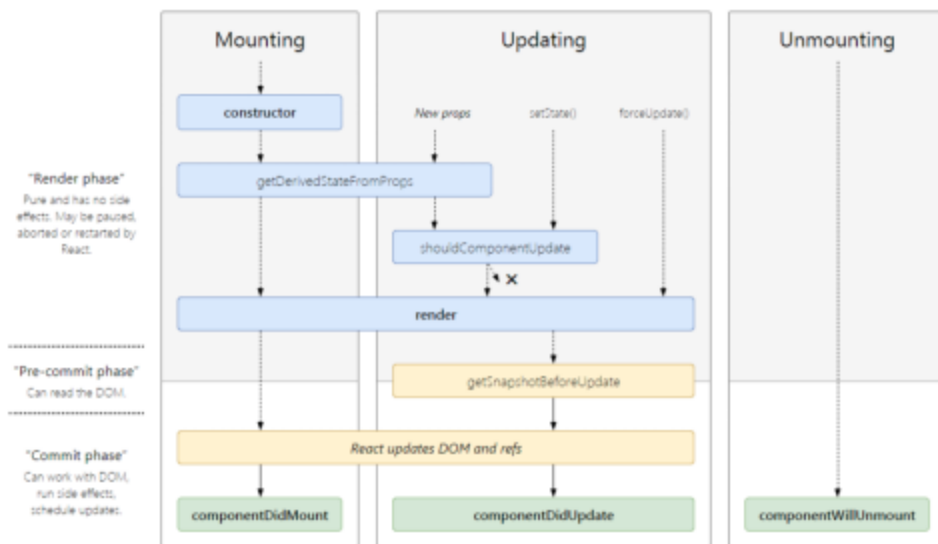 Mounting
Updating
Unmounting
constructor
New props
setState()
forceUpdate()
"Render phase"
Pure and has no side
effects. May be paused,
aborted or restarted by
React.
getDerivedStateFromProps
shouldComponentUpdate
render
"Pre-commit phase"
Can read the DOM.
getSnapshotBeforeUpdate
"Commit phase"
Can work with DOM,
run side effects,
schedule updates.
React updates DOM and refs
componentDidMount
componentDidUpdate
componentWillUnmount